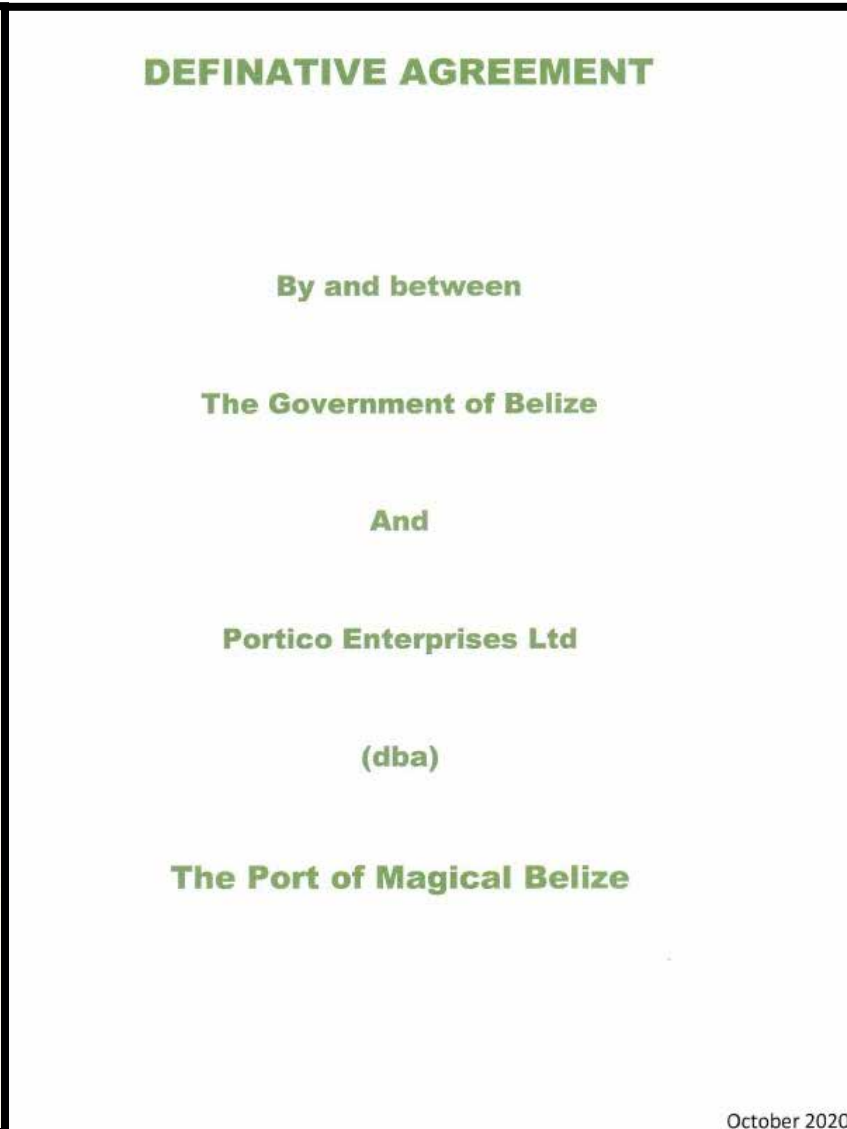 DEFINATIVE AGREEMENT
By and between
The Government of Belize
And
Portico Enterprises Ltd
(dba)
The Port of Magical Belize
October 2020